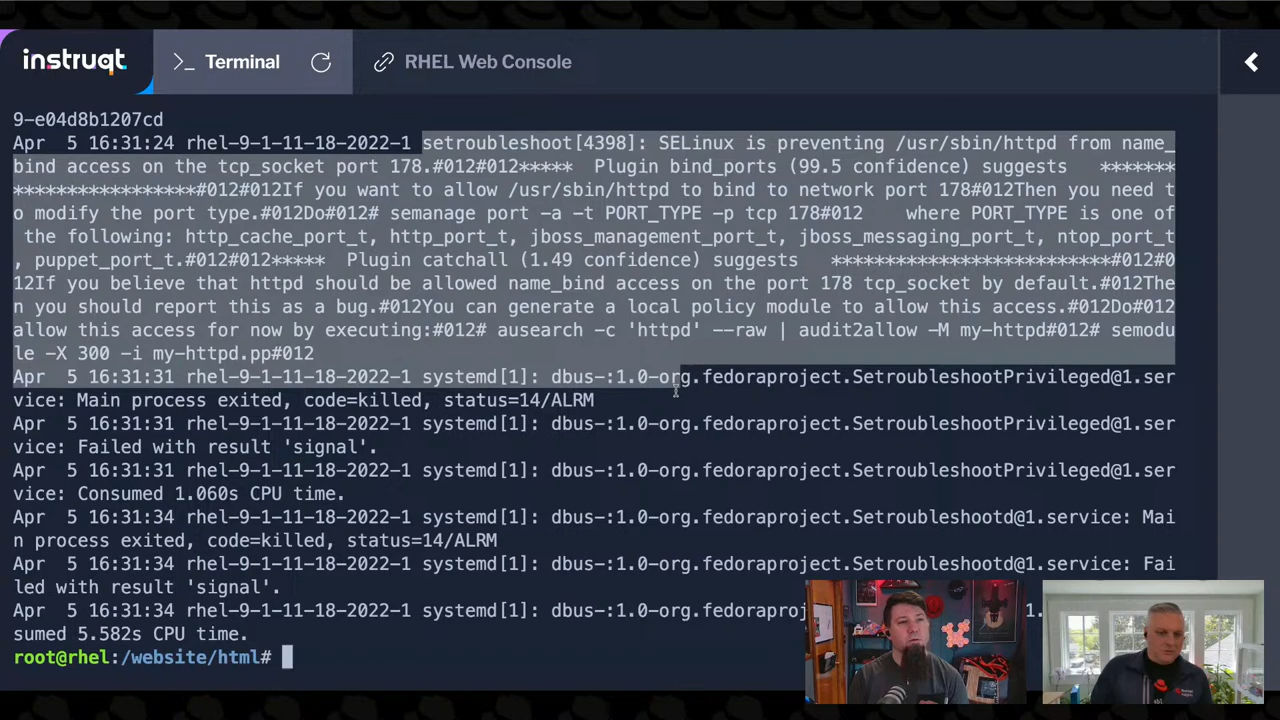 instruqt
>_ Terminal
RHEL Web Console
9-e04d8b1207cd
Apr  5 16:31:24 rhel-9-1-11-18-2022-1 setroubleshoot[4398]: SELinux is preventing /usr/sbin/httpd from name_
bind access on the tcp_socket port 178.#012#012*****  Plugin bind_ports (99.5 confidence) suggests   *******
*****************#012#012If you want to allow /usr/sbin/httpd to bind to network port 178#012Then you need t
o modify the port type.#012Do#012# semanage port -a -t PORT_TYPE -p tcp 178#012    where PORT_TYPE is one of
 the following: http_cache_port_t, http_port_t, jboss_management_port_t, jboss_messaging_port_t, ntop_port_t
, puppet_port_t.#012#012*****  Plugin catchall (1.49 confidence) suggests   **************************#012#0
12If you believe that httpd should be allowed name_bind access on the port 178 tcp_socket by default.#012The
n you should report this as a bug.#012You can generate a local policy module to allow this access.#012Do#012
allow this access for now by executing:#012# ausearch -c 'httpd' --raw | audit2allow -M my-httpd#012# semodu
le -X 300 -i my-httpd.pp#012
Apr  5 16:31:31 rhel-9-1-11-18-2022-1 systemd[1]: dbus-:1.0-org.fedoraproject.SetroubleshootPrivileged@1.ser
vice: Main process exited, code=killed, status=14/ALRM
Apr  5 16:31:31 rhel-9-1-11-18-2022-1 systemd[1]: dbus-:1.0-org.fedoraproject.SetroubleshootPrivileged@1.ser
vice: Failed with result 'signal'.
Apr  5 16:31:31 rhel-9-1-11-18-2022-1 systemd[1]: dbus-:1.0-org.fedoraproject.SetroubleshootPrivileged@1.ser
vice: Consumed 1.060s CPU time.
Apr  5 16:31:34 rhel-9-1-11-18-2022-1 systemd[1]: dbus-:1.0-org.fedoraproject.Setroubleshootd@1.service: Mai
n process exited, code=killed, status=14/ALRM
Apr  5 16:31:34 rhel-9-1-11-18-2022-1 systemd[1]: dbus-:1.0-org.fedoraproject.Setroubleshootd@1.service: Fai
led with result 'signal'.
Apr  5 16:31:34 rhel-9-1-11-18-2022-1 systemd[1]: dbus-:1.0-org.fedoraproj
sumed 5.582s CPU time.
root@rhel:/website/html#